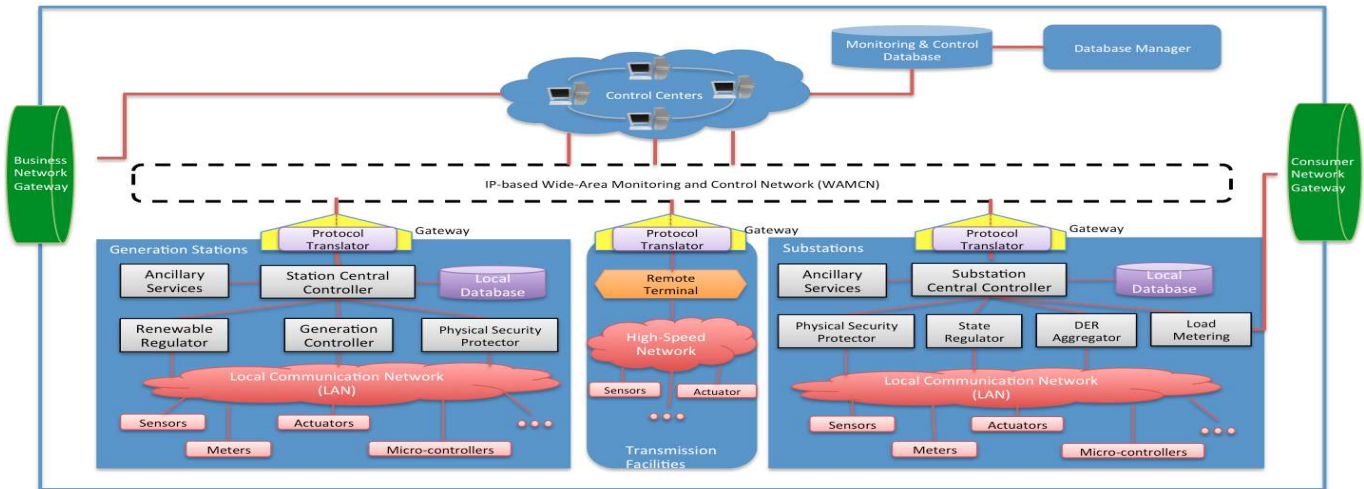 Monitoring & Control
Database
Database Manager
Control Centers
Business
Network
Gateway
Consumer
Network
Gateway
IP-based Wide-Area Monitoring and Control Network (WAMCN)
Generation Stations
Protocol
Translator
Gateway
Ancillary
Services
Station Central
Controller
Local
Database
Renewable
Regulator
Generation
Controller
Physical Security
Protector
Local Communication Network
(LAN)
Sensors
Actuators
Meters
Micro-controllers
Protocol
Translator
Gateway
Remote
Terminal
High-Speed
Network
Sensors
Actuator
Transmission
Facilities
Substations
Protocol
Translator
Gateway
Ancillary
Services
Substation
Central Controller
Local
Database
Physical Security
Protector
State
Regulator
DER
Aggregator
Load
Metering
Local Communication Network
(LAN)
Sensors
Actuators
Meters
Micro-controllers